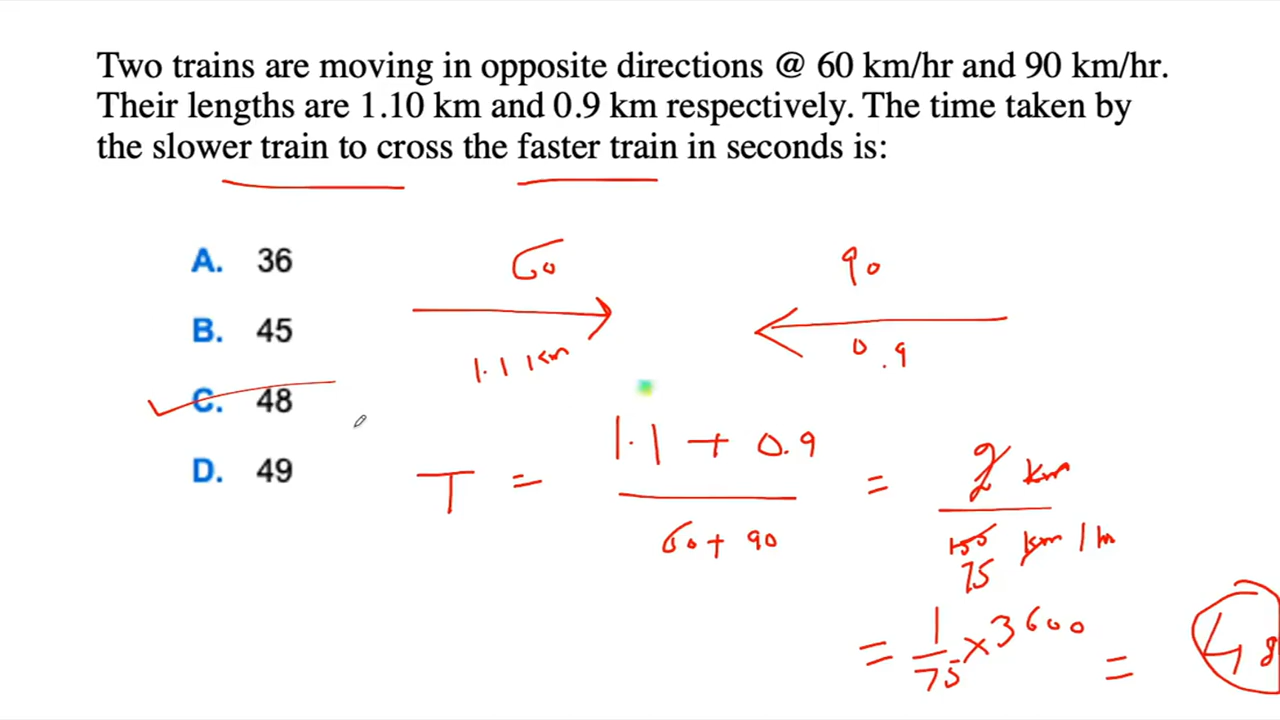 Two trains are moving in opposite directions @ 60 km/hr and 90 km/hr.
Their lengths are 1.10 km and 0.9 km respectively. The time taken by
the slower train to cross the faster train in seconds is:
A. 36
60 90
B. 45
1.1 km 0.9
C. 48
1.1 + 0.9
D. 49
T = = 2 km
60 + 90 150 km / hr
75
= 1/75 × 3600 = 48